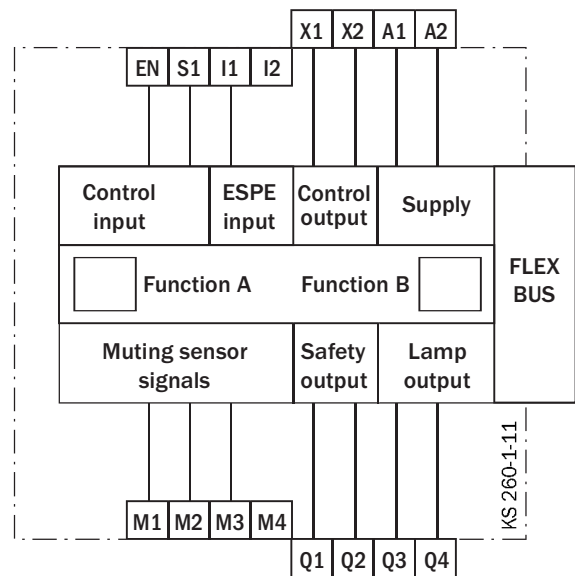 X1 X2 A1 A2
EN S1 I1 I2
Control
input
ESPE
input
Control
output
Supply
FLEX
BUS
Function A
Function B
Muting sensor
signals
Safety
output
Lamp
output
KS 260-1-11
M1 M2 M3 M4
Q1 Q2 Q3 Q4